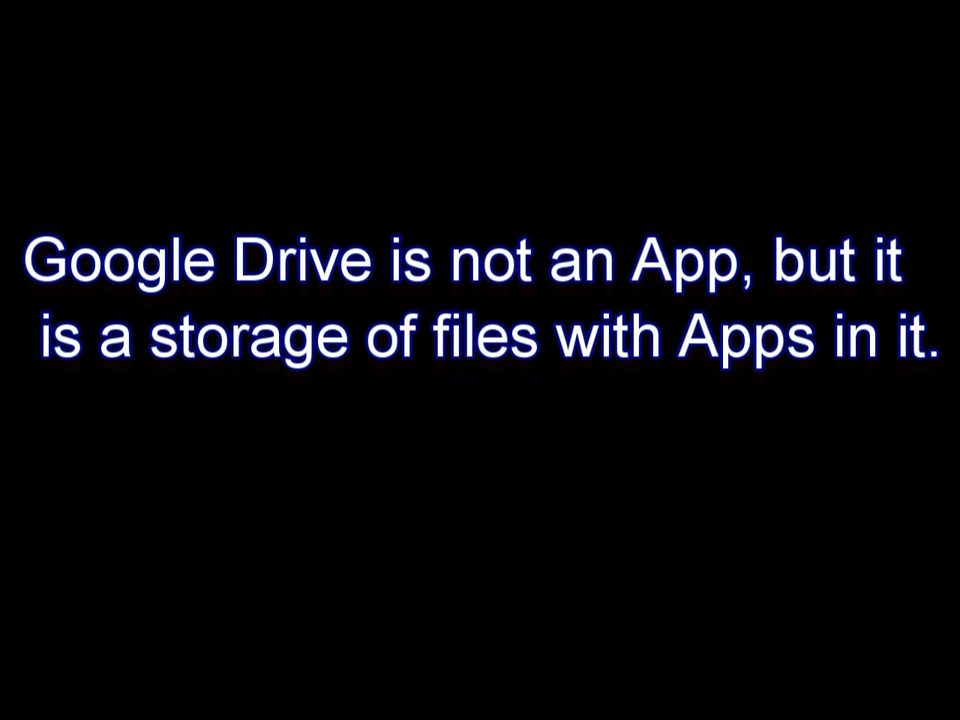 Google Drive is not an App, but it
is a storage of files with Apps in it.